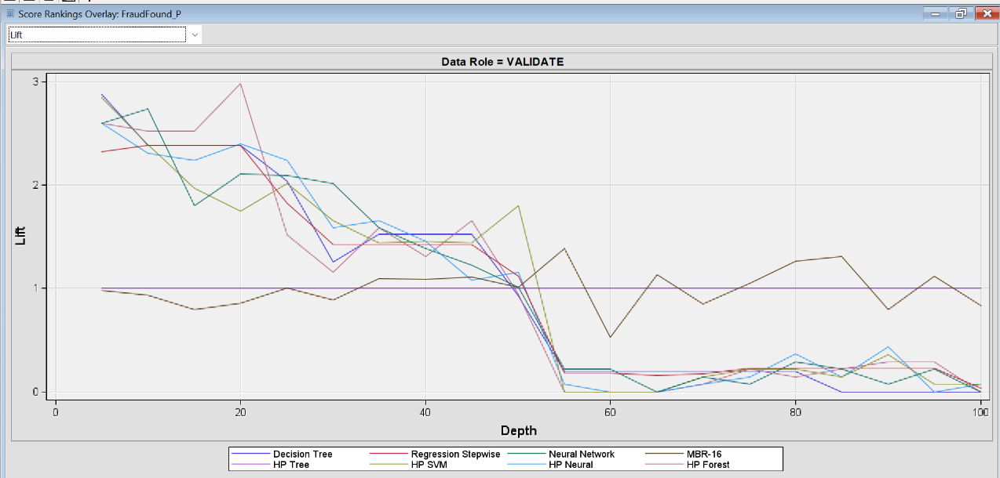 Score Rankings Overlay: FraudFound_P
Lift
Data Role = VALIDATE
3
2
1
0
Lift
0 20 40 60 80 100
Depth
Decision Tree Regression Stepwise Neural Network MBR-16
HP Tree HP SVM HP Neural HP Forest